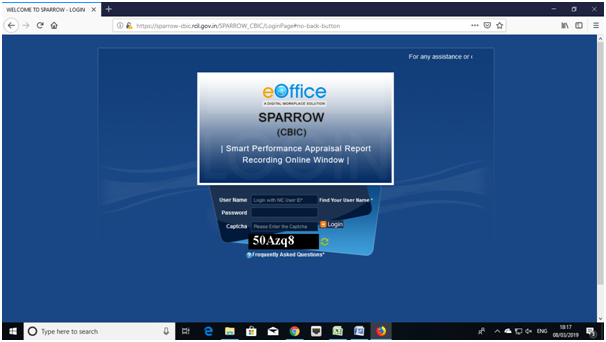 WELCOME TO SPARROW - LOGIN
https://sparrow-cbic.rcil.gov.in/SPARROW_CBIC/LoginPage#no-back-button
For any assistance or
eOffice
A DIGITAL WORKPLACE SOLUTION
SPARROW
(CBIC)
| Smart Performance Appraisal Report
Recording Online Window |
LOGIN
User Name Login with NIC User ID* Find Your User Name *
Password
Captcha Please Enter the Captcha Login
50Azq8
Frequently Asked Questions*
Type here to search
ENG
18:17
08/03/2019